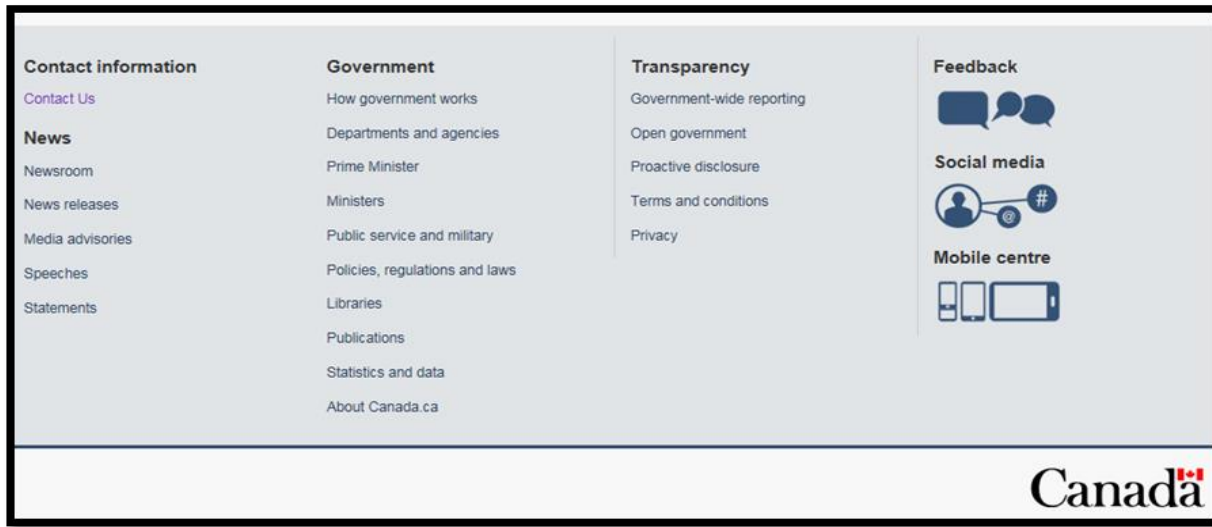 Contact information
Contact Us
News
Newsroom
News releases
Media advisories
Speeches
Statements
Government
How government works
Departments and agencies
Prime Minister
Ministers
Public service and military
Policies, regulations and laws
Libraries
Publications
Statistics and data
About Canada.ca
Transparency
Government-wide reporting
Open government
Proactive disclosure
Terms and conditions
Privacy
Feedback
Social media
#
@
Mobile centre
Canada